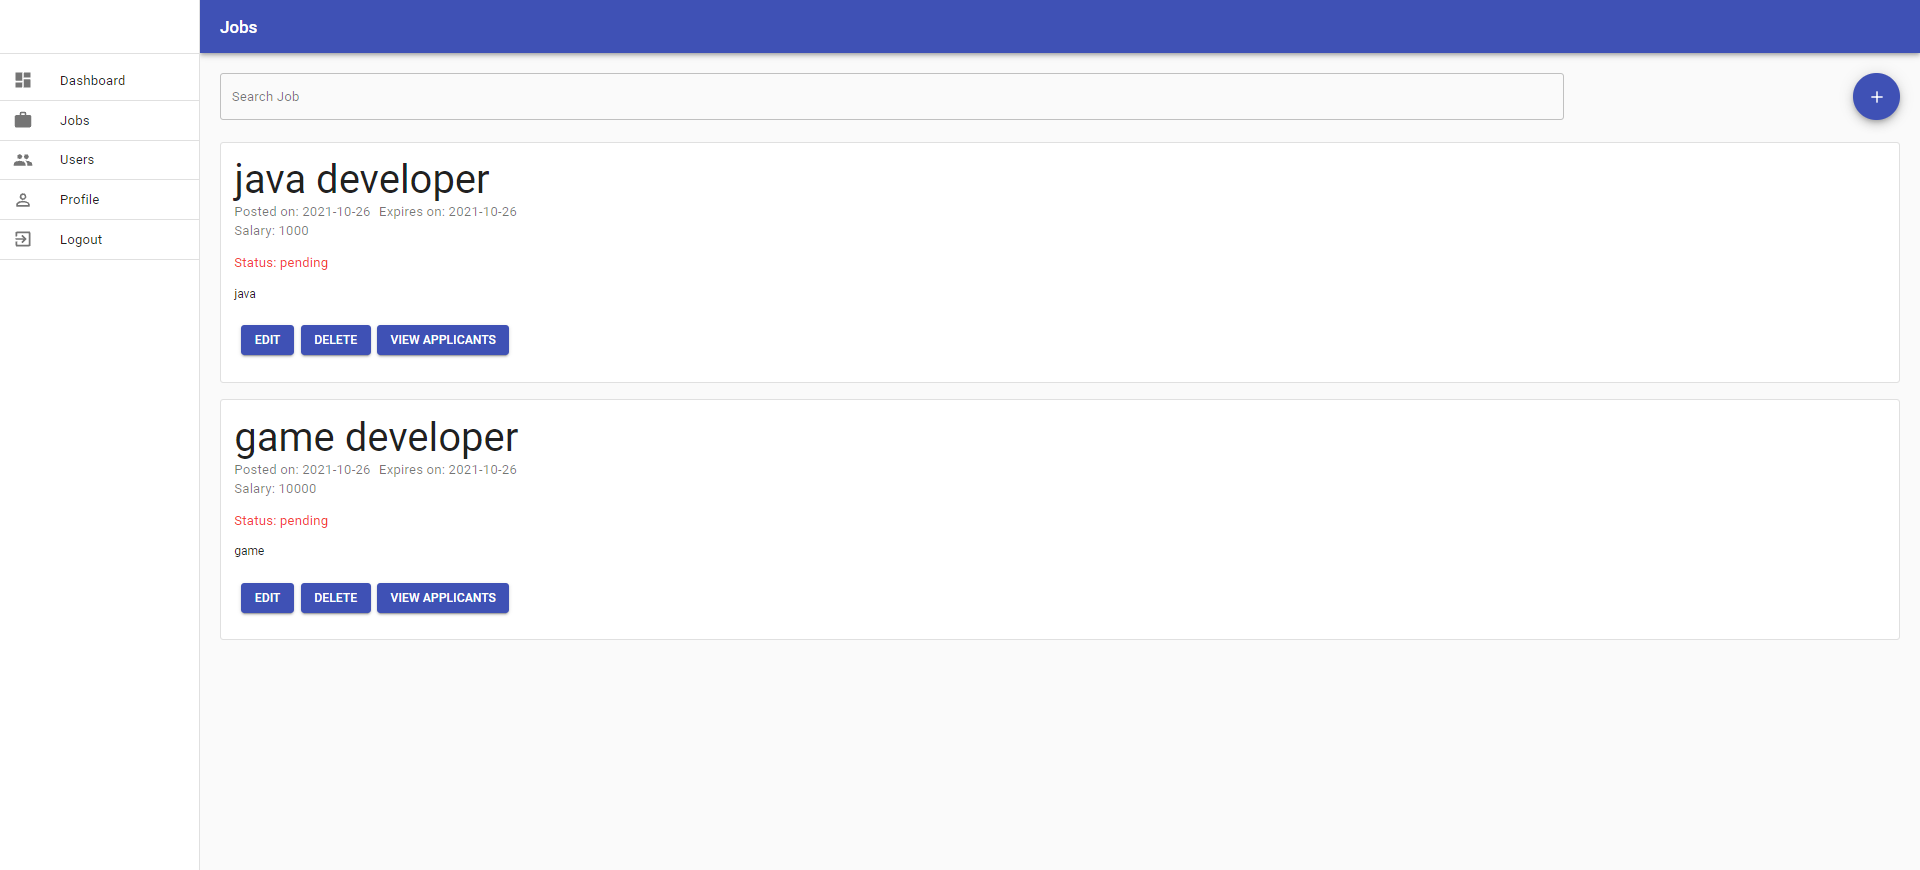 Jobs
Dashboard
Jobs
Users
Profile
Logout
Search Job
+
java developer
Posted on: 2021-10-26 Expires on: 2021-10-26
Salary: 1000
Status: pending
java
EDIT DELETE VIEW APPLICANTS
game developer
Posted on: 2021-10-26 Expires on: 2021-10-26
Salary: 10000
Status: pending
game
EDIT DELETE VIEW APPLICANTS